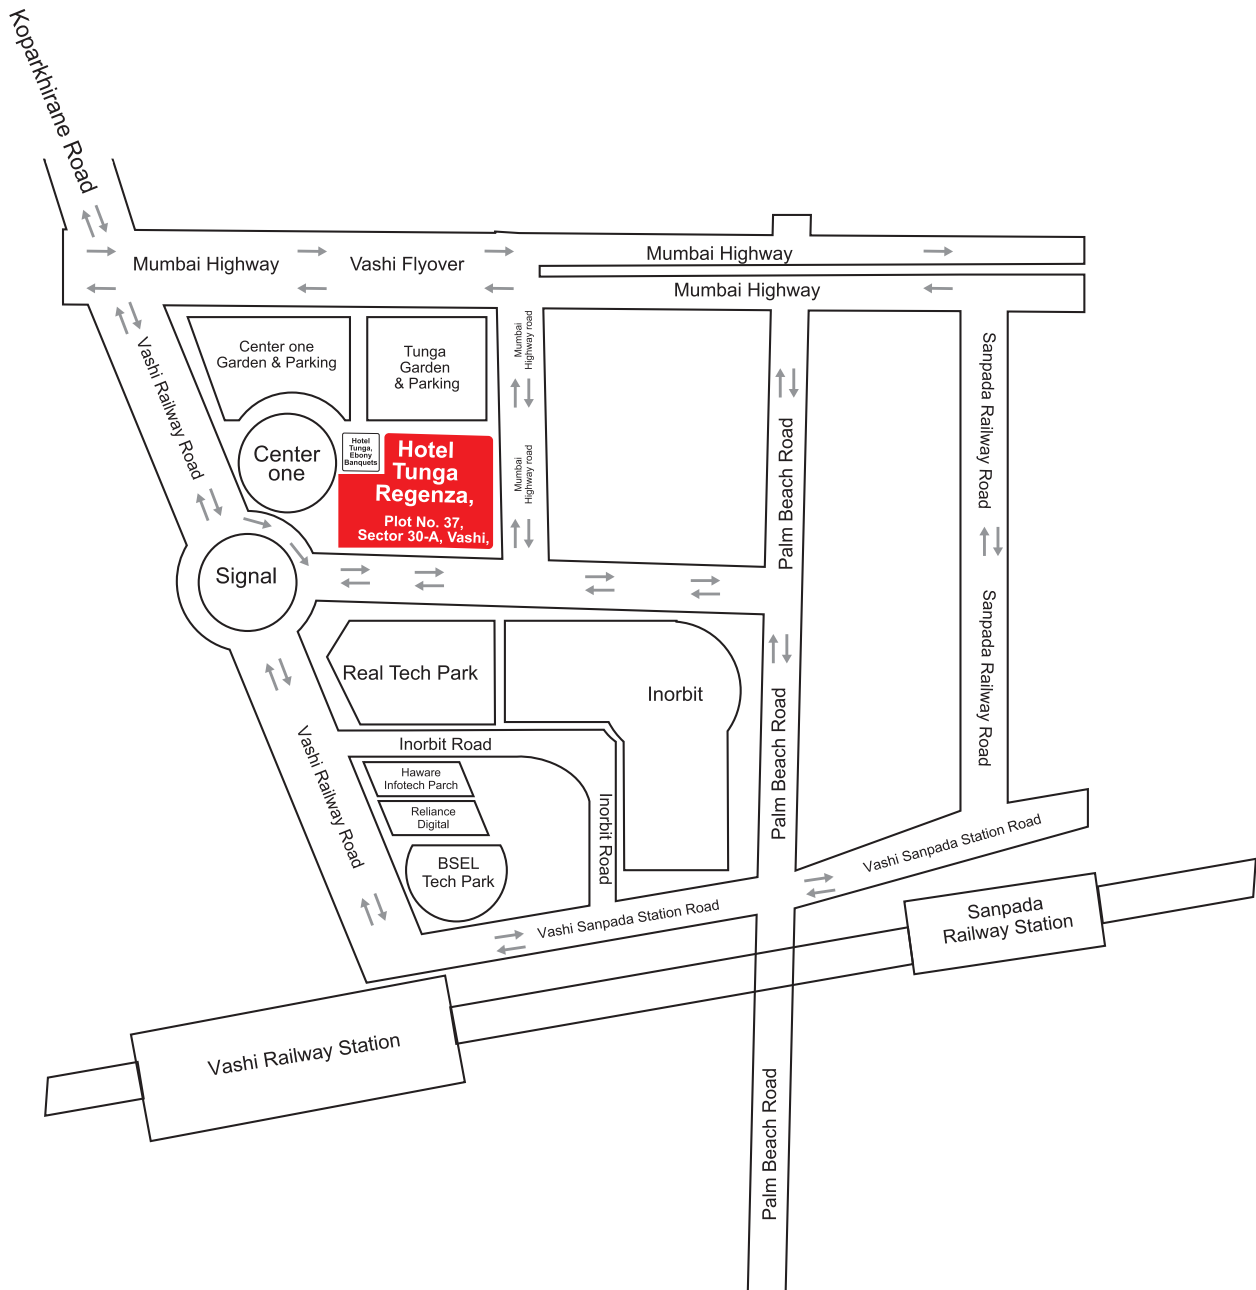 Koparkhirane Road
Mumbai Highway
Vashi Flyover
Mumbai Highway
Mumbai Highway
Vashi Railway Road
Center one
Garden & Parking
Tunga
Garden
& Parking
Mumbai
Highway road
Sanpada Railway Road
Center
one
Hotel
Tunga,
Ebony
Banquets
Hotel
Tunga
Regenza,
Plot No. 37,
Sector 30-A, Vashi,
Mumbai
Highway road
Palm Beach Road
Signal
Sanpada Railway Road
Real Tech Park
Inorbit
Palm Beach Road
Inorbit Road
Vashi Railway Road
Haware
Infotech Parch
Reliance
Digital
Inorbit Road
BSEL
Tech Park
Vashi Sanpada Station Road
Vashi Sanpada Station Road
Sanpada
Railway Station
Vashi Railway Station
Palm Beach Road